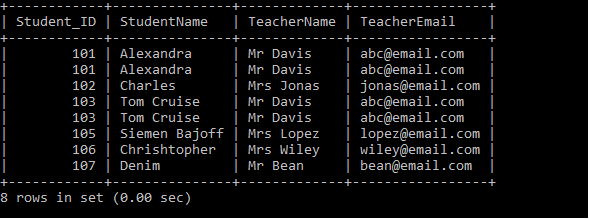 +------------+---------------+-------------+-----------------+
| Student_ID | StudentName   | TeacherName | TeacherEmail    |
+------------+---------------+-------------+-----------------+
|        101 | Alexandra     | Mr Davis    | abc@email.com   |
|        101 | Alexandra     | Mr Davis    | abc@email.com   |
|        102 | Charles       | Mrs Jonas   | jonas@email.com |
|        103 | Tom Cruise    | Mr Davis    | abc@email.com   |
|        103 | Tom Cruise    | Mr Davis    | abc@email.com   |
|        105 | Siemen Bajoff | Mrs Lopez   | lopez@email.com |
|        106 | Chrishtopher  | Mrs Wiley   | wiley@email.com |
|        107 | Denim         | Mr Bean     | bean@email.com  |
+------------+---------------+-------------+-----------------+
8 rows in set (0.00 sec)